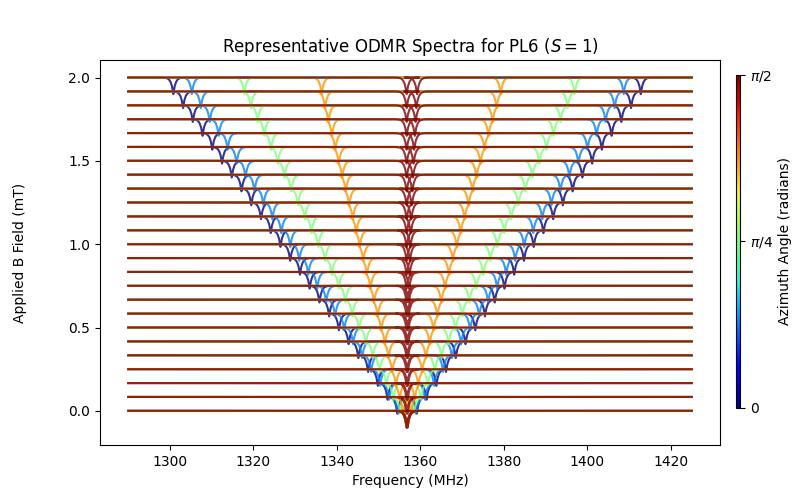 Representative ODMR Spectra for PL6 (S = 1)
Applied B Field (mT)
2.0
1.5
1.0
0.5
0.0
1300 1320 1340 1360 1380 1400 1420
Frequency (MHz)
π/2
π/4
0
Azimuth Angle (radians)